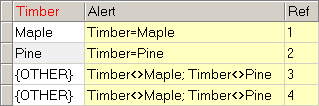 Timber Alert Ref
Maple Timber=Maple 1
Pine Timber=Pine 2
{OTHER} Timber<>Maple; Timber<>Pine 3
{OTHER} Timber<>Maple; Timber<>Pine 4